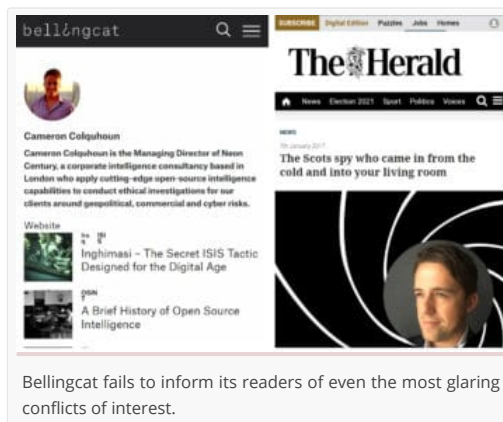 bellingcat
Cameron Colquhoun
Cameron Colquhoun is the Managing Director of Neon
Century, a corporate intelligence consultancy based in
London who apply cutting-edge open-source intelligence
capabilities to conduct ethical investigations for our
clients around geopolitical, commercial and cyber risks.
Website
Inghimasi – The Secret ISIS Tactic
Designed for the Digital Age
A Brief History of Open Source
Intelligence
SUBSCRIBE Digital Edition Puzzles Jobs Homes
The Herald
News Election 2021 Sport Politics Voices
NEWS
7th January 2017
The Scots spy who came in from the
cold and into your living room
Bellingcat fails to inform its readers of even the most glaring
conflicts of interest.